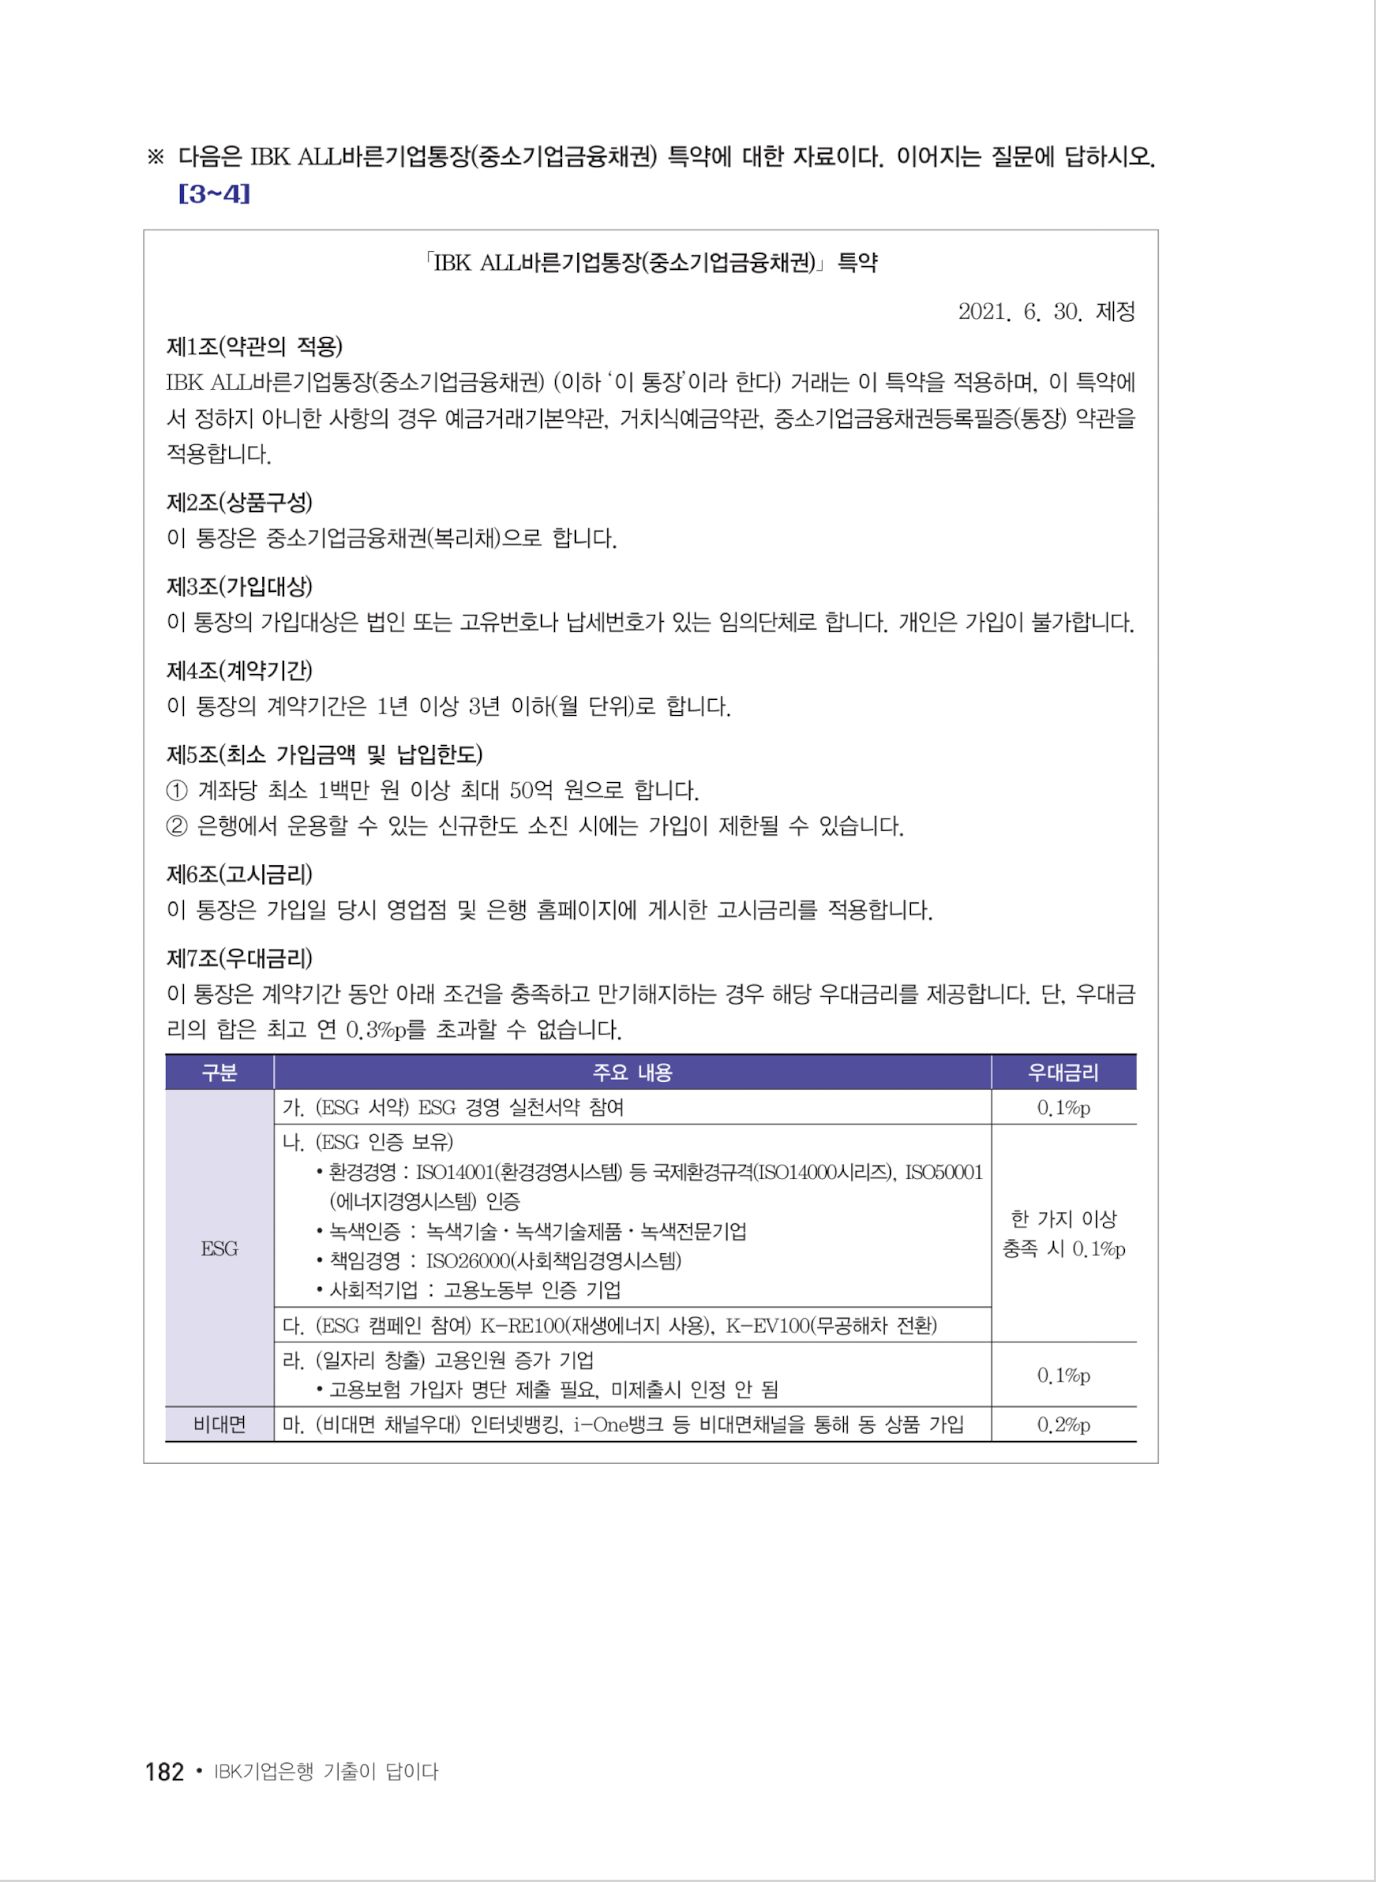 ※ 다음은 IBK ALL바른기업통장(중소기업금융채권) 특약에 대한 자료이다. 이어지는 질문에 답하시오.
[3~4]
「IBK ALL바른기업통장(중소기업금융채권)」 특약
2021. 6. 30. 제정
제1조(약관의 적용)
IBK ALL바른기업통장(중소기업금융채권) (이하 ‘이 통장’이라 한다) 거래는 이 특약을 적용하며, 이 특약에
서 정하지 아니한 사항의 경우 예금거래기본약관, 거치식예금약관, 중소기업금융채권등록필증(통장) 약관을
적용합니다.
제2조(상품구성)
이 통장은 중소기업금융채권(복리채)으로 합니다.
제3조(가입대상)
이 통장의 가입대상은 법인 또는 고유번호나 납세번호가 있는 임의단체로 합니다. 개인은 가입이 불가합니다.
제4조(계약기간)
이 통장의 계약기간은 1년 이상 3년 이하(월 단위)로 합니다.
제5조(최소 가입금액 및 납입한도)
① 계좌당 최소 1백만 원 이상 최대 50억 원으로 합니다.
② 은행에서 운용할 수 있는 신규한도 소진 시에는 가입이 제한될 수 있습니다.
제6조(고시금리)
이 통장은 가입일 당시 영업점 및 은행 홈페이지에 게시한 고시금리를 적용합니다.
제7조(우대금리)
이 통장은 계약기간 동안 아래 조건을 충족하고 만기해지하는 경우 해당 우대금리를 제공합니다. 단, 우대금
리의 합은 최고 연 0.3%p를 초과할 수 없습니다.
구분 주요 내용 우대금리
가. (ESG 서약) ESG 경영 실천서약 참여 0.1%p
나. (ESG 인증 보유)
• 환경경영 : ISO14001(환경경영시스템) 등 국제환경규격(ISO14000시리즈), ISO50001
(에너지경영시스템) 인증
• 녹색인증 : 녹색기술・녹색기술제품・녹색전문기업
한 가지 이상
ESG
충족 시 0.1%p
• 책임경영 : ISO26000(사회책임경영시스템)
• 사회적기업 : 고용노동부 인증 기업
다. (ESG 캠페인 참여) K-RE100(재생에너지 사용), K-EV100(무공해차 전환)
라. (일자리 창출) 고용인원 증가 기업
• 고용보험 가입자 명단 제출 필요, 미제출시 인정 안 됨
0.1%p
비대면 마. (비대면 채널우대) 인터넷뱅킹, i-One뱅크 등 비대면채널을 통해 동 상품 가입 0.2%p
182 • IBK기업은행 기출이 답이다